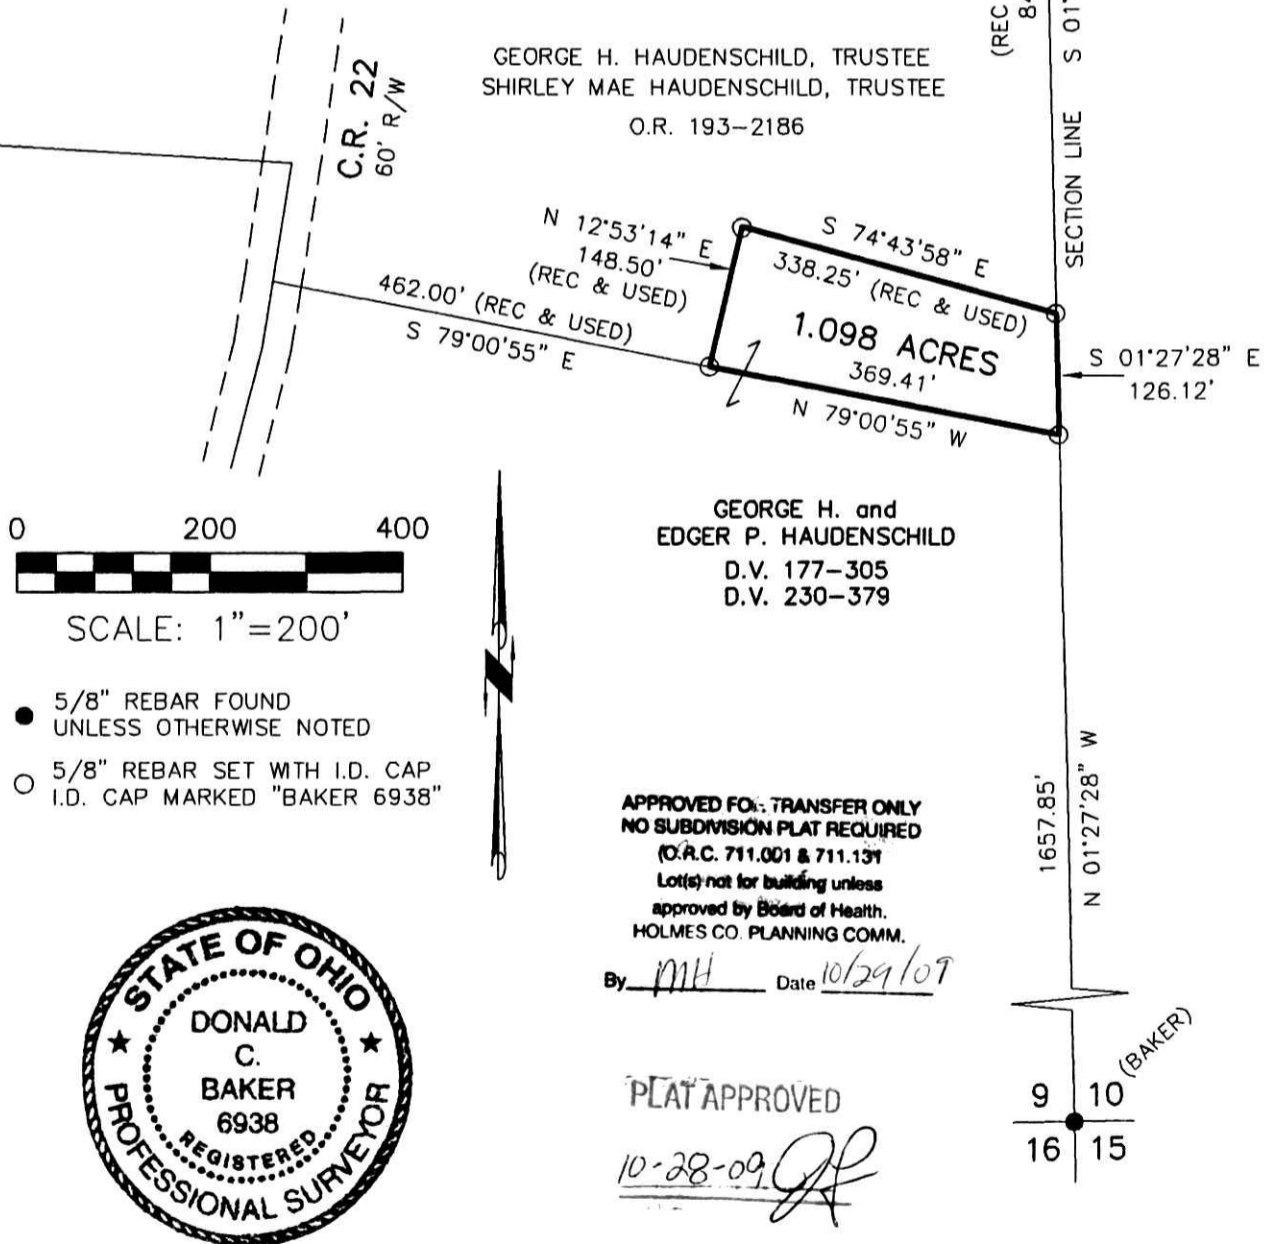 (REC
84
S 01°
SECTION LINE
GEORGE H. HAUDENSCHILD, TRUSTEE
SHIRLEY MAE HAUDENSCHILD, TRUSTEE
O.R. 193-2186
C.R. 22
60' R/W
N 12°53'14" E
148.50'
(REC & USED)
S 74°43'58" E
338.25' (REC & USED)
462.00' (REC & USED)
S 79°00'55" E
1.098 ACRES
369.41'
N 79°00'55" W
S 01°27'28" E
126.12'
GEORGE H. and
EDGER P. HAUDENSCHILD
D.V. 177-305
D.V. 230-379
0 200 400
SCALE: 1"=200'
5/8" REBAR FOUND
UNLESS OTHERWISE NOTED
5/8" REBAR SET WITH I.D. CAP
I.D. CAP MARKED "BAKER 6938"
1657.85'
N 01°27'28" W
APPROVED FOR TRANSFER ONLY
NO SUBDIVISION PLAT REQUIRED
(O.R.C. 711.001 & 711.131
Lot(s) not for building unless
approved by Board of Health.
HOLMES CO. PLANNING COMM.
By MH Date 10/29/09
STATE OF OHIO
DONALD
C.
BAKER
6938
REGISTERED
PROFESSIONAL SURVEYOR
PLAT APPROVED
10-28-09
9 10 (BAKER)
16 15